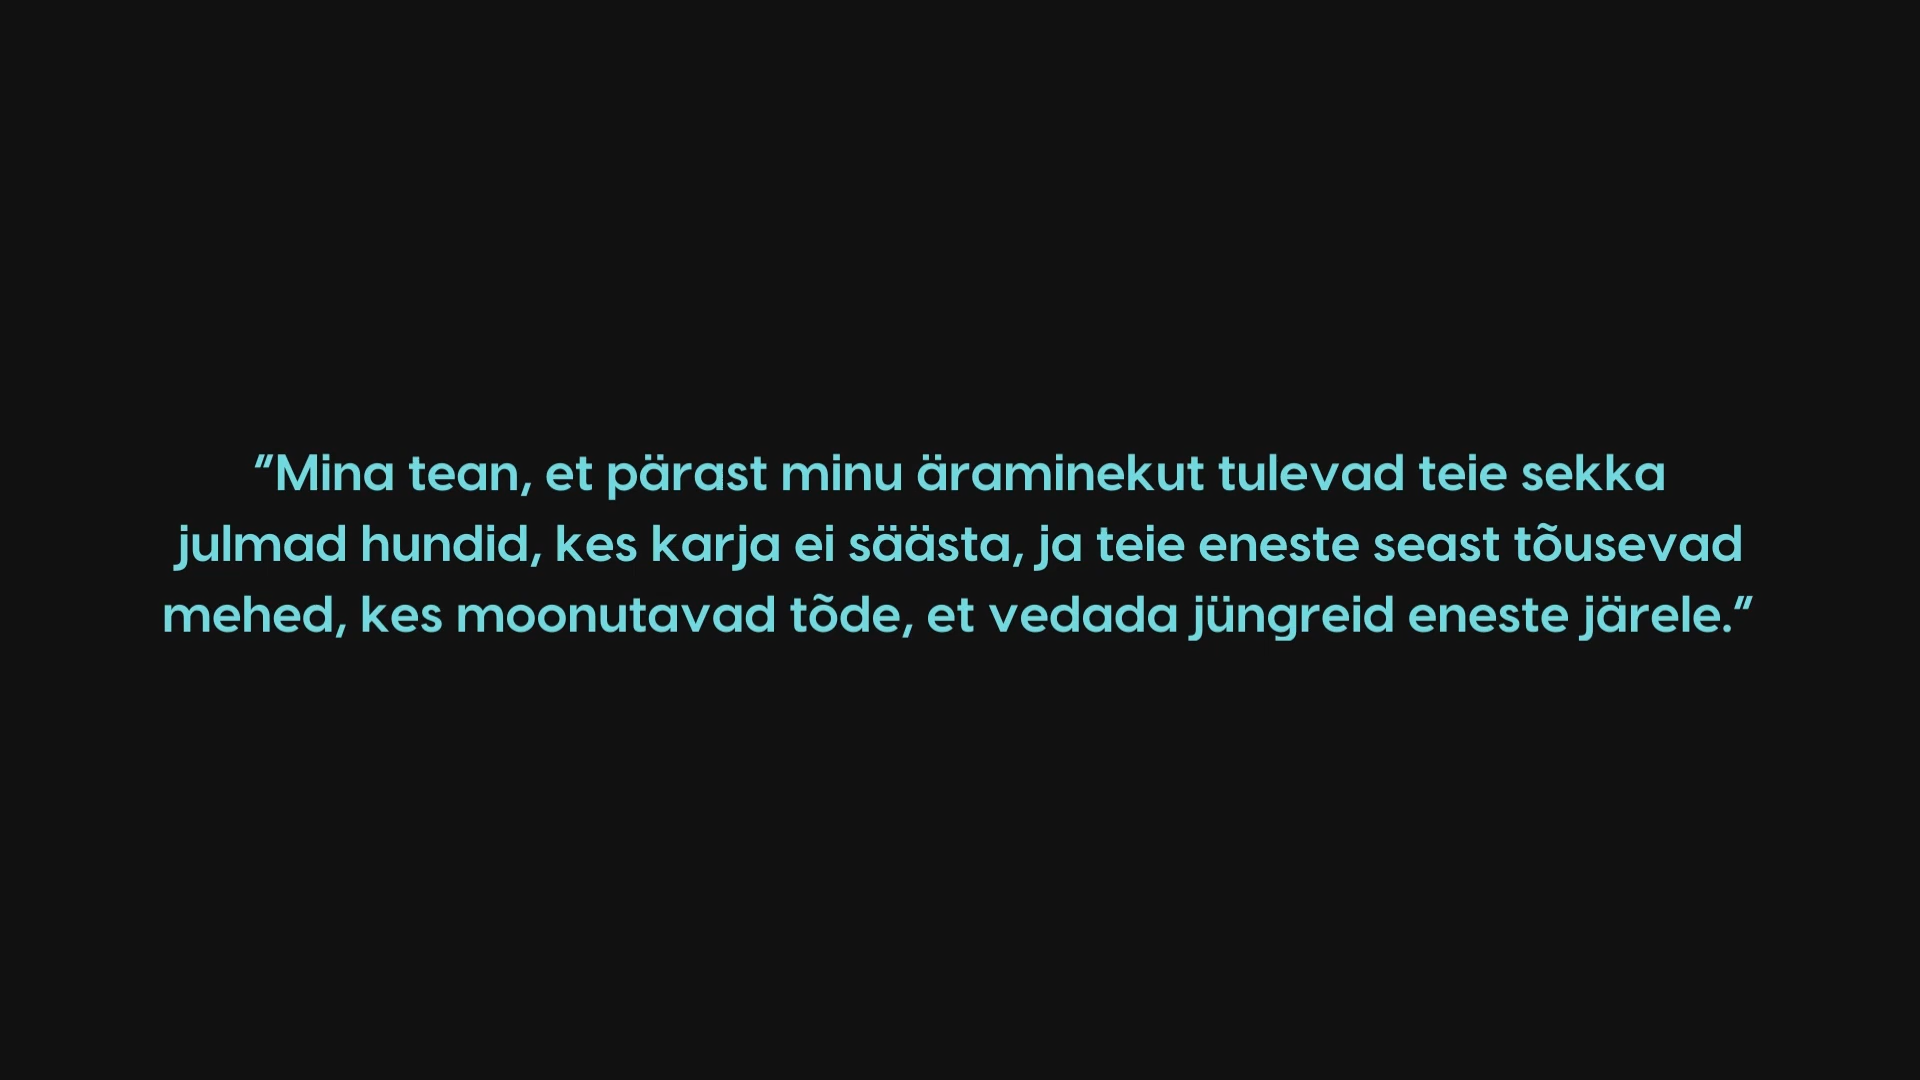 “Mina tean, et pärast minu äraminekut tulevad teie sekka
julmad hundid, kes karja ei säästa, ja teie eneste seast tõusevad
mehed, kes moonutavad tõde, et vedada jüngreid eneste järele.”